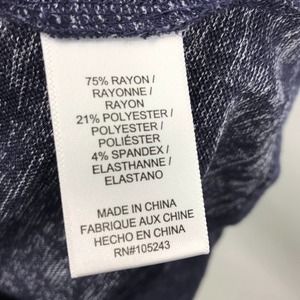 75% RAYON /
RAYONNE /
RAYON
21% POLYESTER /
POLYESTER /
POLIÉSTER
4% SPANDEX /
ELASTHANNE /
ELASTANO
MADE IN CHINA
FABRIQUE AUX CHINE
HECHO EN CHINA
RN#105243